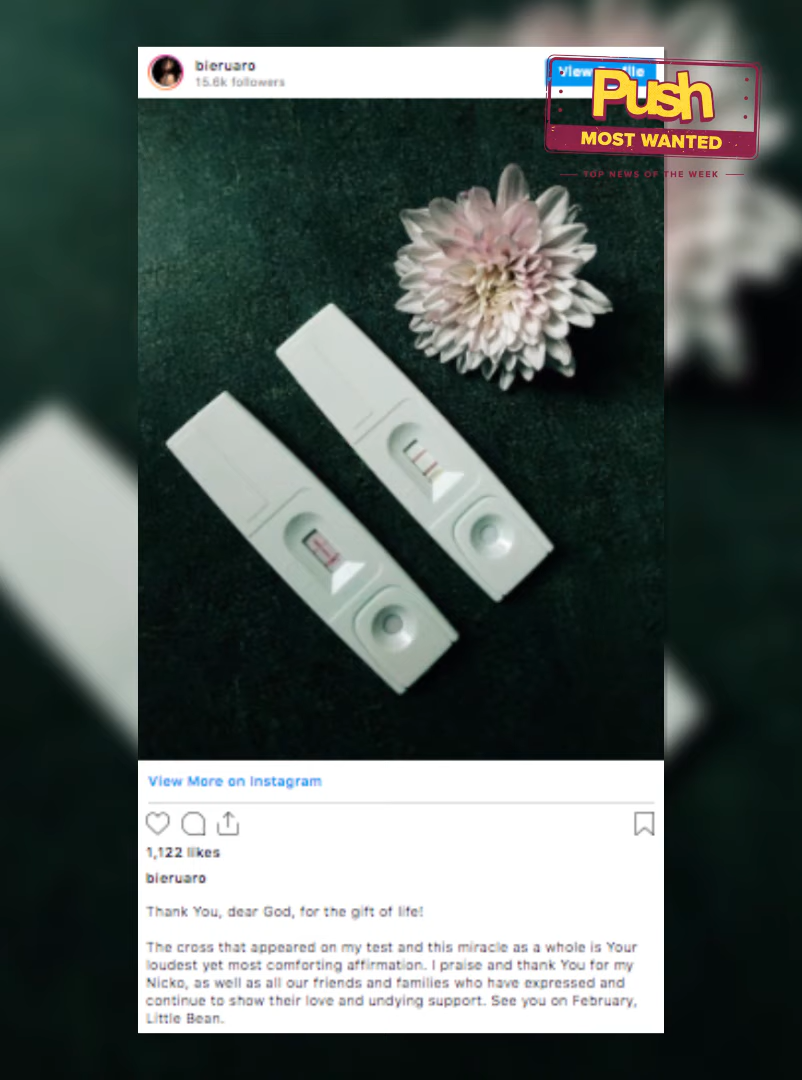 bieruaro
15.6k followers
View Profile
Push
MOST WANTED
TOP NEWS OF THE WEEK
View More on Instagram
1,122 likes
bieruaro
Thank You, dear God, for the gift of life!
The cross that appeared on my test and this miracle as a whole is Your
loudest yet most comforting affirmation. I praise and thank You for my
Nicko, as well as all our friends and families who have expressed and
continue to show their love and undying support. See you on February,
Little Bean.